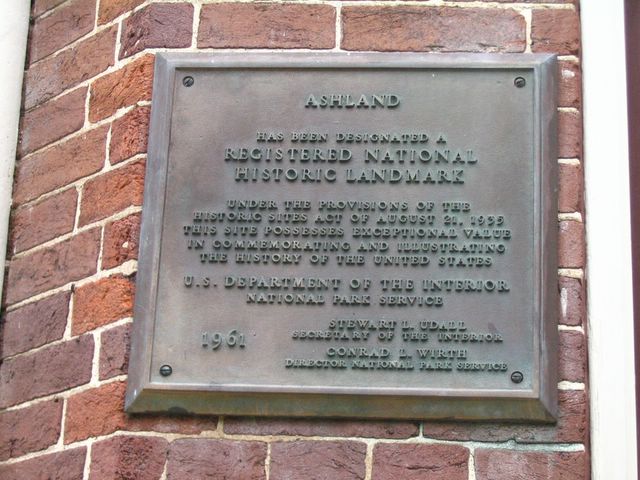 ASHLAND
HAS BEEN DESIGNATED A
REGISTERED NATIONAL
HISTORIC LANDMARK
UNDER THE PROVISIONS OF THE
HISTORIC SITES ACT OF AUGUST 21, 1935
THIS SITE POSSESSES EXCEPTIONAL VALUE
IN COMMEMORATING AND ILLUSTRATING
THE HISTORY OF THE UNITED STATES
U.S. DEPARTMENT OF THE INTERIOR
NATIONAL PARK SERVICE
1961
STEWART L. UDALL
SECRETARY OF THE INTERIOR
CONRAD L. WIRTH
DIRECTOR NATIONAL PARK SERVICE